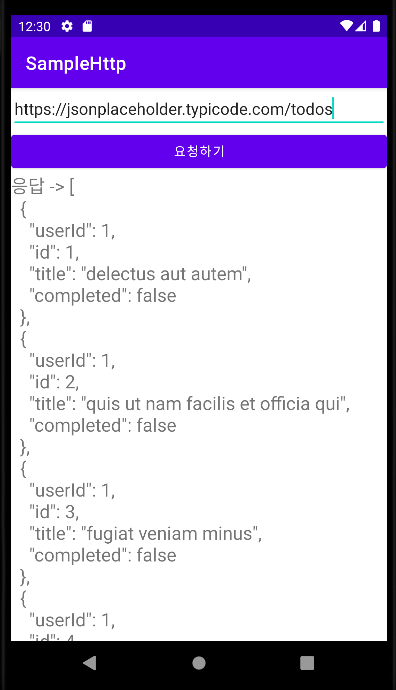 12:30
SampleHttp
https://jsonplaceholder.typicode.com/todos
요청하기
응답 -> [
{
"userId": 1,
"id": 1,
"title": "delectus aut autem",
"completed": false
},
{
"userId": 1,
"id": 2,
"title": "quis ut nam facilis et officia qui",
"completed": false
},
{
"userId": 1,
"id": 3,
"title": "fugiat veniam minus",
"completed": false
},
{
"userId": 1,
"id": 4